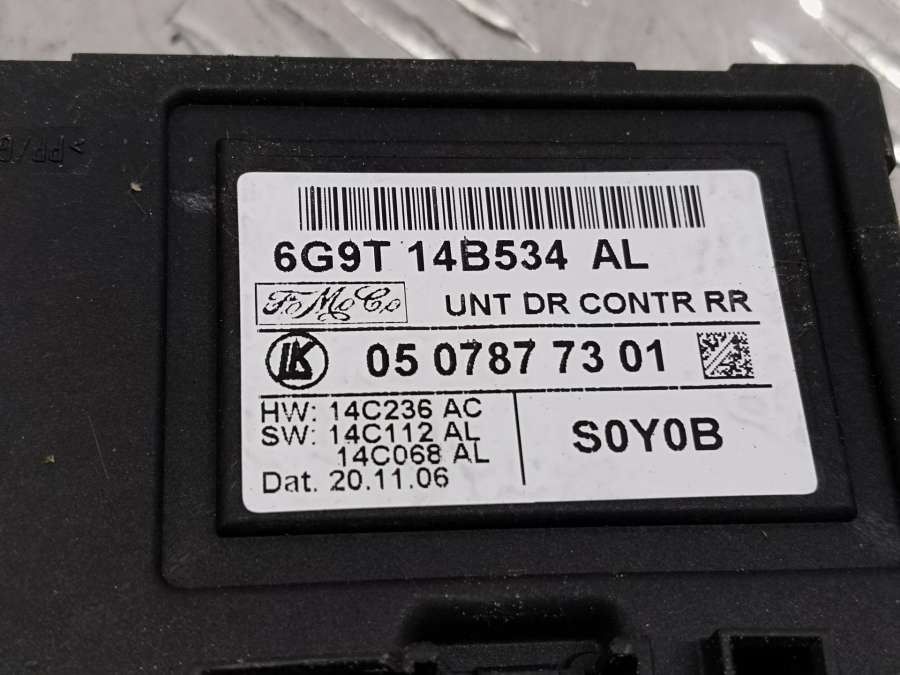 6G9T 14B534 AL
FoMoCo UNT DR CONTR RR
LK 05 0787 73 01
HW: 14C236 AC
SW: 14C112 AL
14C068 AL
Dat. 20.11.06
S0Y0B